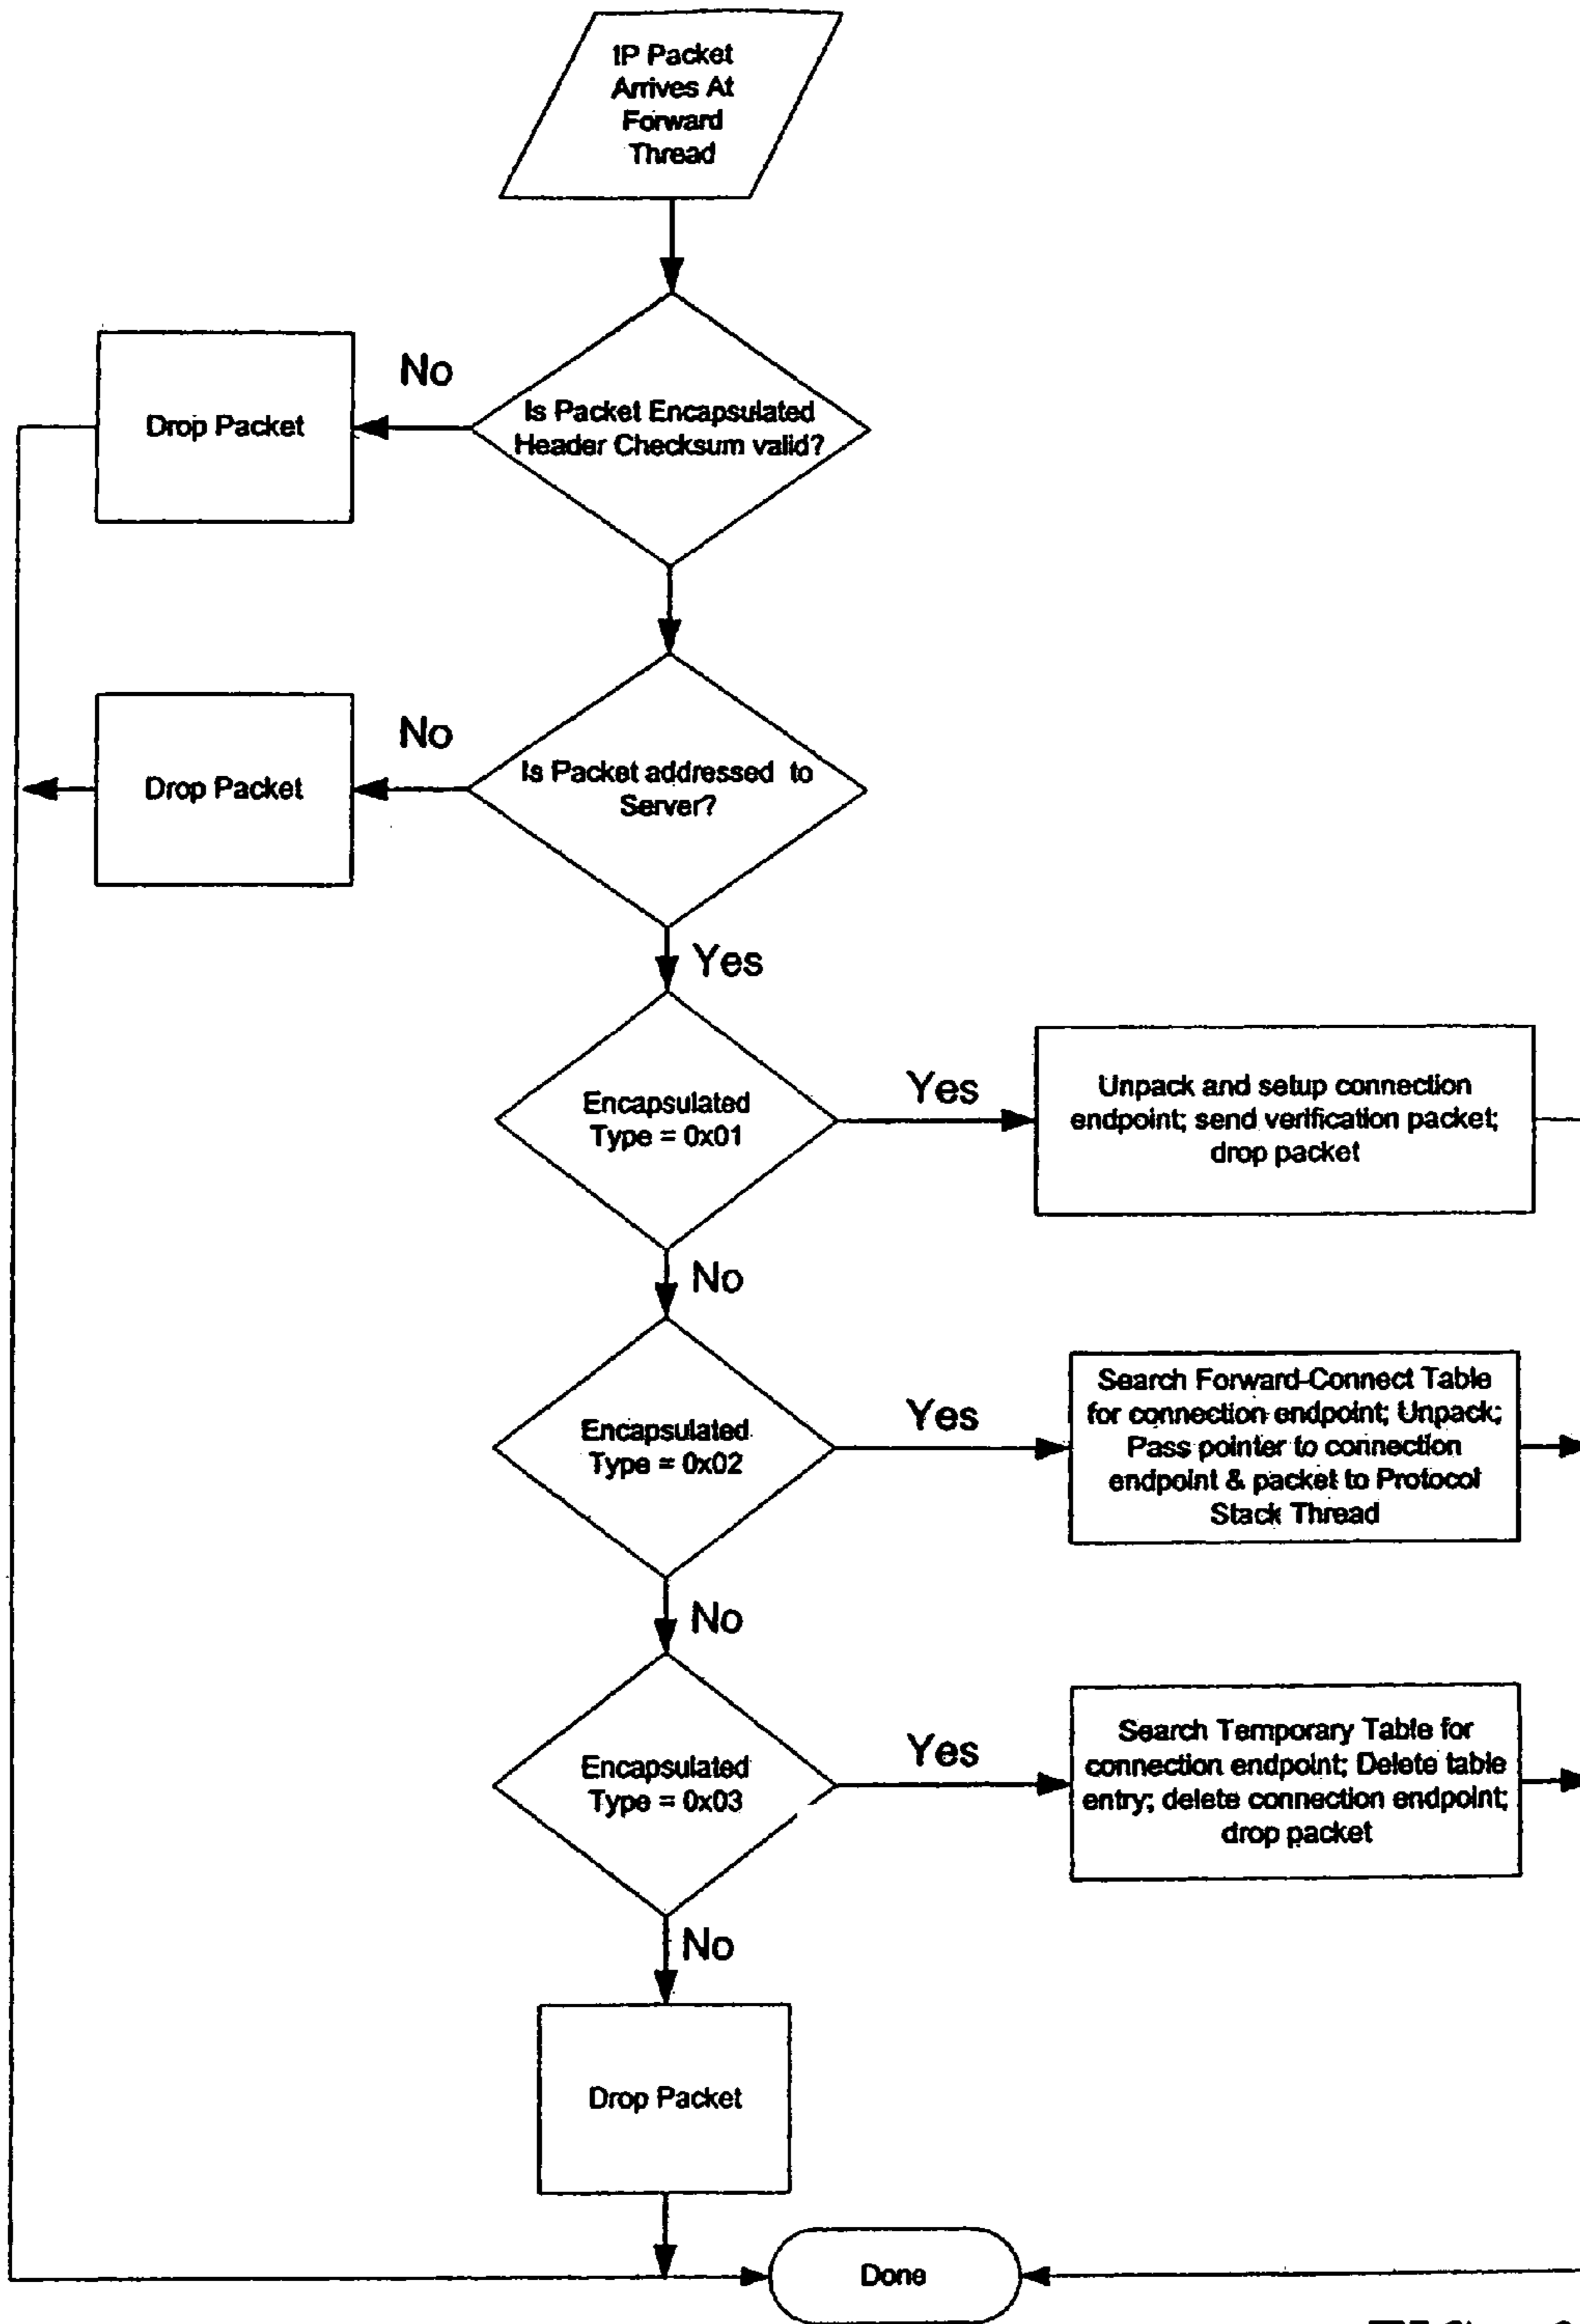 IP Packet
Arrives At
Forward
Thread
No
Drop Packet
Is Packet Encapsulated
Header Checksum valid?
No
Drop Packet
Is Packet addressed to
Server?
Yes
Encapsulated
Type = 0x01
Yes
Unpack and setup connection
endpoint; send verification packet;
drop packet
No
Encapsulated
Type = 0x02
Yes
Search Forward-Connect Table
for connection endpoint; Unpack;
Pass pointer to connection
endpoint & packet to Protocol
Stack Thread
No
Encapsulated
Type = 0x03
Yes
Search Temporary Table for
connection endpoint; Delete table
entry; delete connection endpoint;
drop packet
No
Drop Packet
Done